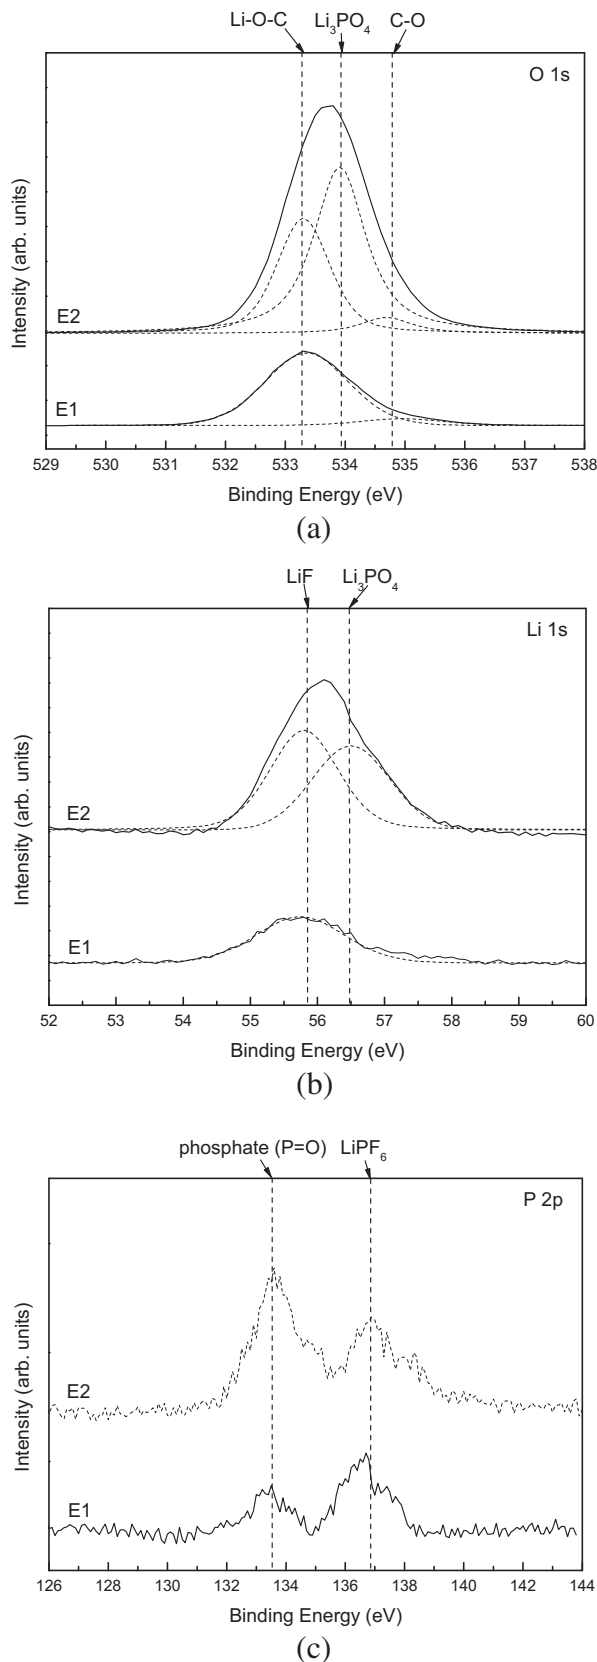 Li-O-C Li₃PO₄ C-O
O 1s
Intensity (arb. units)
E2
E1
529 530 531 532 533 534 535 536 537 538
Binding Energy (eV)
(a)
LiF Li₃PO₄
Li 1s
Intensity (arb. units)
E2
E1
52 53 54 55 56 57 58 59 60
Binding Energy (eV)
(b)
phosphate (P=O) LiPF₆
P 2p
Intensity (arb. units)
E2
E1
126 128 130 132 134 136 138 140 142 144
Binding Energy (eV)
(c)